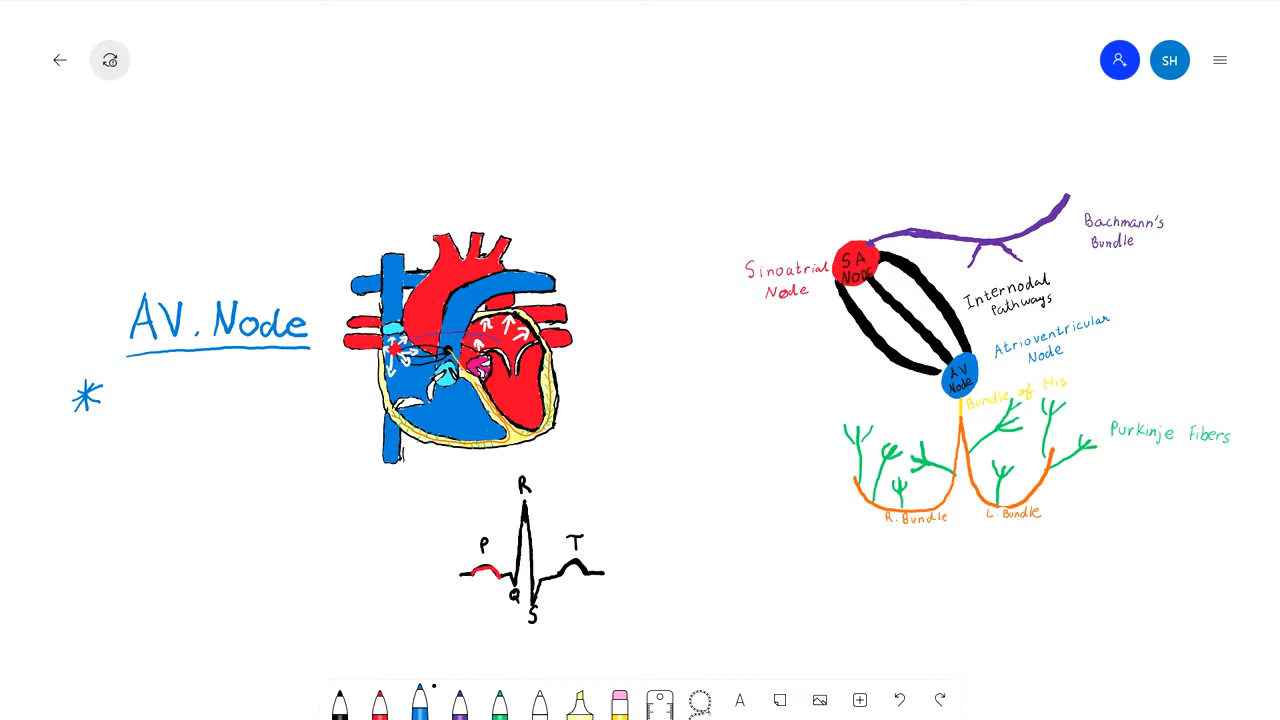 SH
Bachmann's
Bundle
Sinoatrial
Node
SA
NODE
Internodal
Pathways
AV. Node
Atrioventricular
Node
AV
Node
Bundle of His
*
Purkinje Fibers
R. Bundle
L. Bundle
R
P
T
Q
S
A